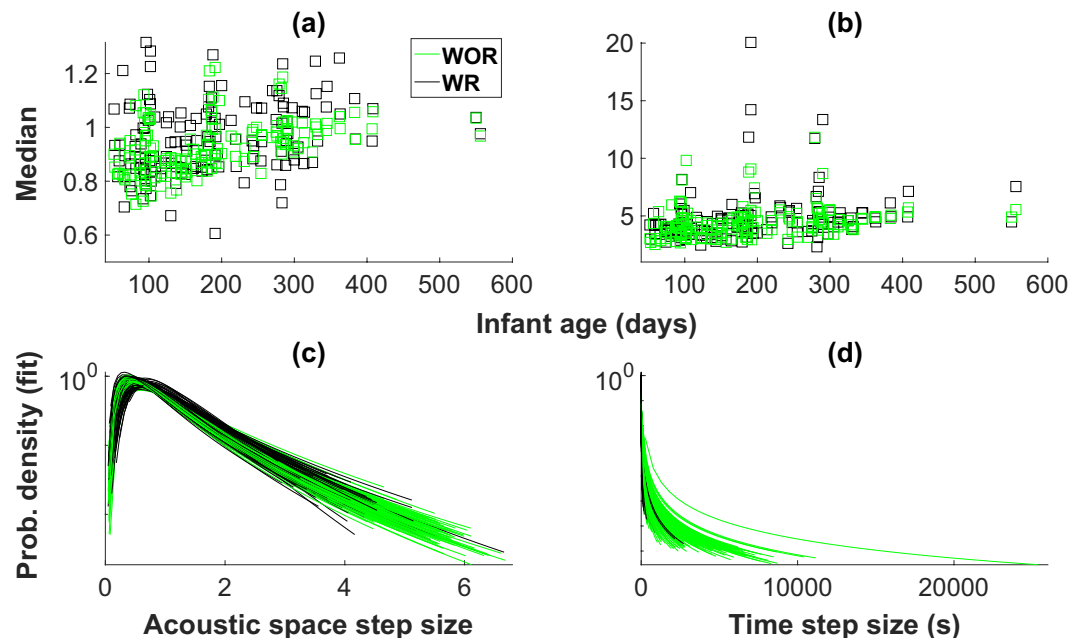 (a)
(b)
Median
1.2
1
0.8
0.6
WOR
WR
20
15
10
5
100 200 300 400 500 600
100 200 300 400 500 600
Infant age (days)
(c)
(d)
Prob. density (fit)
10^0
10^0
0 2 4 6
0 10000 20000
Acoustic space step size
Time step size (s)